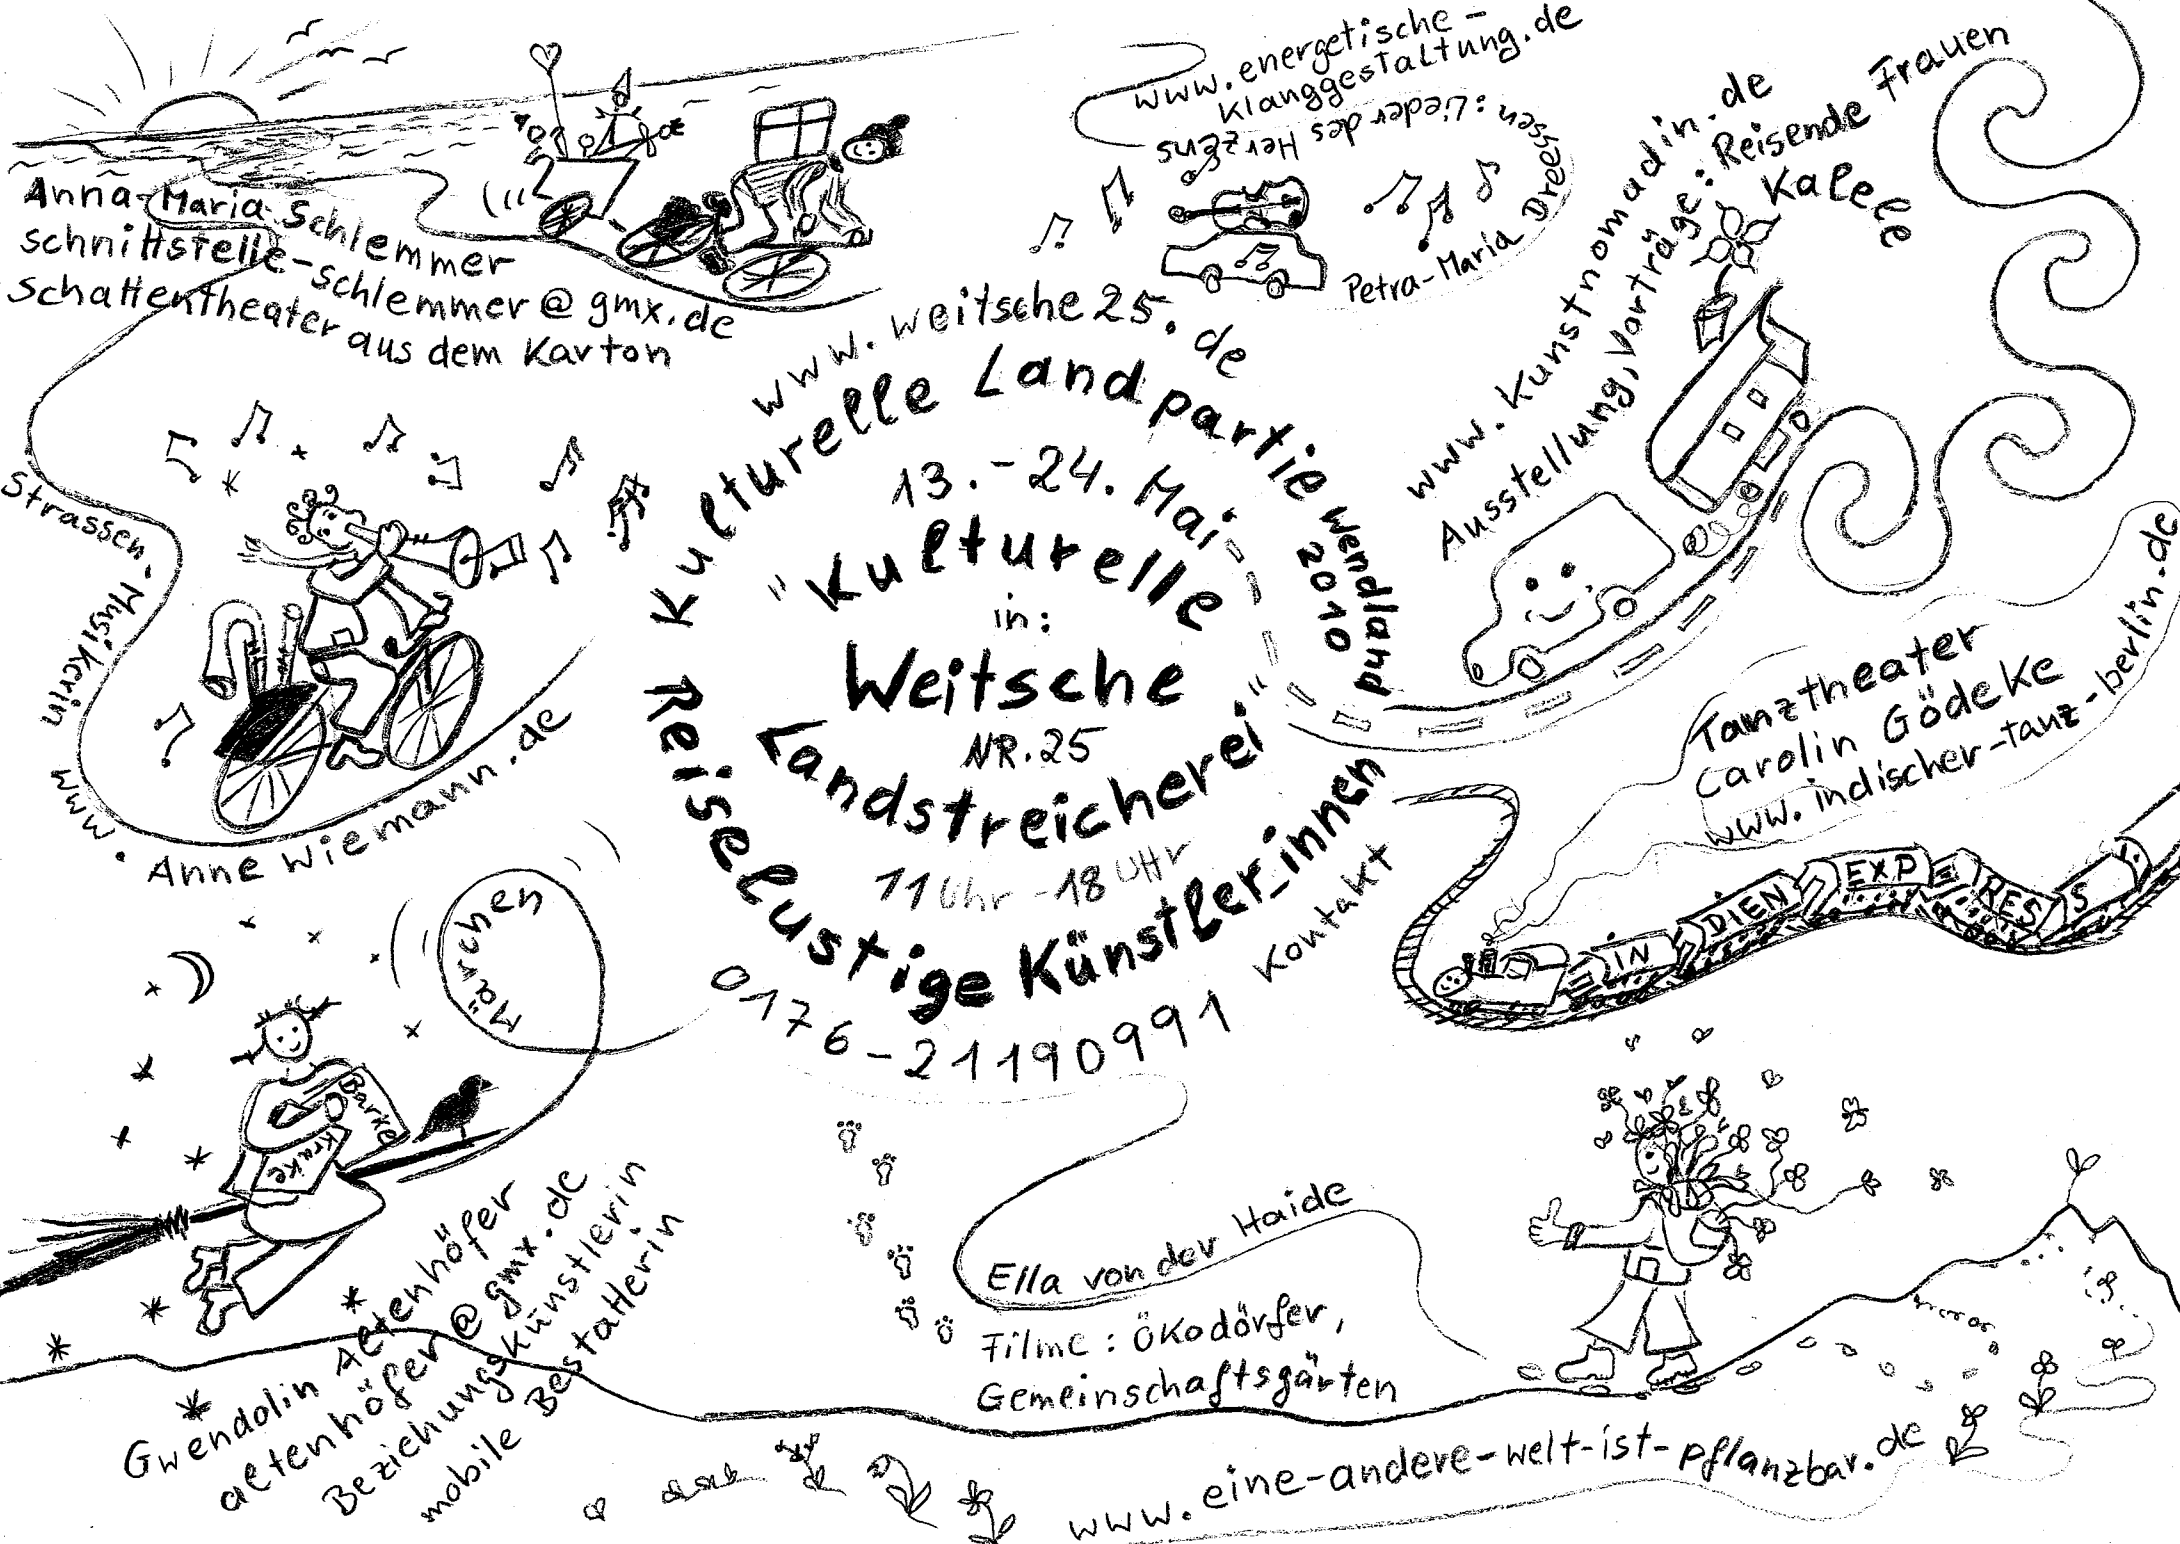 Anna-Maria Schlemmer
schnittstelle-schlemmer@gmx.de
Schattentheater aus dem Karton
www.energetische-
klanggestaltung.de
Petra-Maria Dreessen: Lieder des HerzEns
www.Kunstnomadin.de
Ausstellung, Vorträge: Reisende Frauen
Kalelle
www.weitsche25.de
Kulturelle Landpartie Wendland
2010
13.-24. Mai
"Kulturelle
in:
Weitsche
NR. 25
Landstreicherei"
11 Uhr -18 UHr
Reiselustige Künstler_innen
Kontakt
0176-21190991
Strassen-Musikerin
www.Anne Wiemann.de
Tanztheater
Carolin Gödeke
www.indischer-tanz-berlin.de
IN DIEN EXP RES S
Märchen
Barke
Krake
Gwendolin Altenhöfer
altenhöfer@gmx.de
Beziehungskünstlerin
mobile Bestatterin
Ella von der Haide
Filme: Ökodörfer,
Gemeinschaftsgärten
www.eine-andere-welt-ist-pflanzbar.de